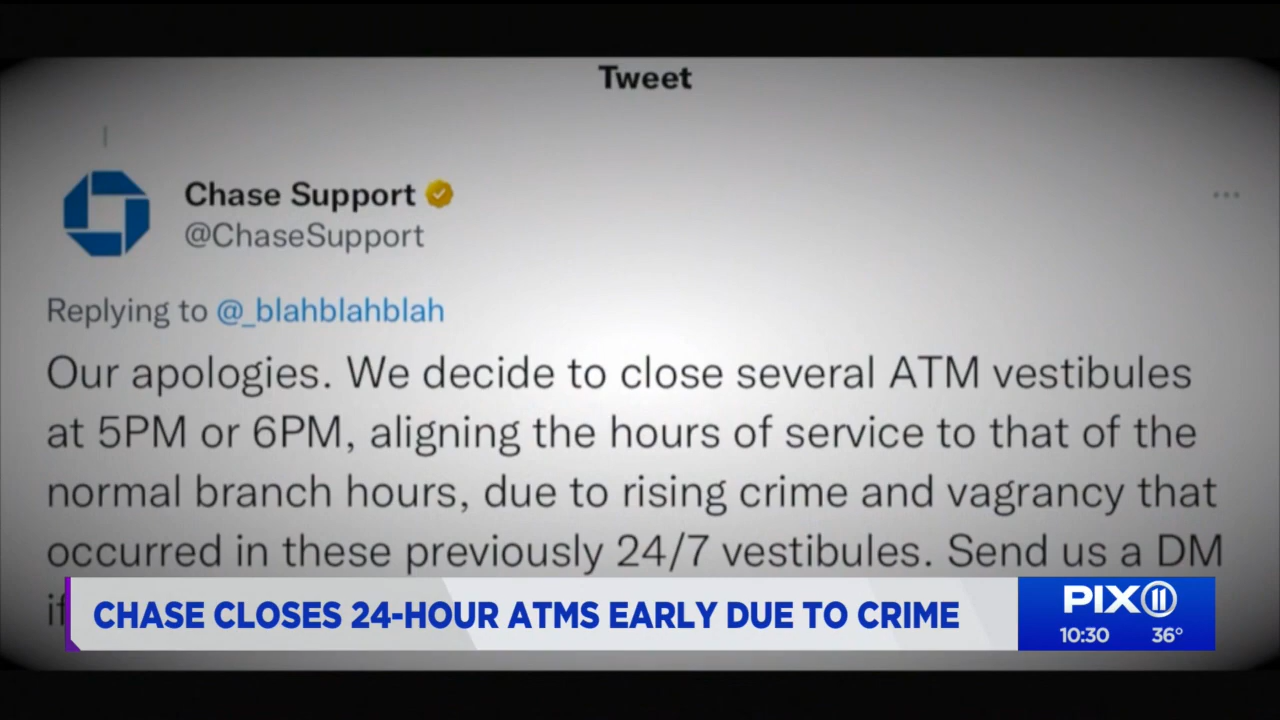 Tweet
Chase Support
@ChaseSupport
Replying to @_blahblahblah
Our apologies. We decide to close several ATM vestibules
at 5PM or 6PM, aligning the hours of service to that of the
normal branch hours, due to rising crime and vagrancy that
occurred in these previously 24/7 vestibules. Send us a DM
CHASE CLOSES 24-HOUR ATMS EARLY DUE TO CRIME
PIX11
10:30 36°